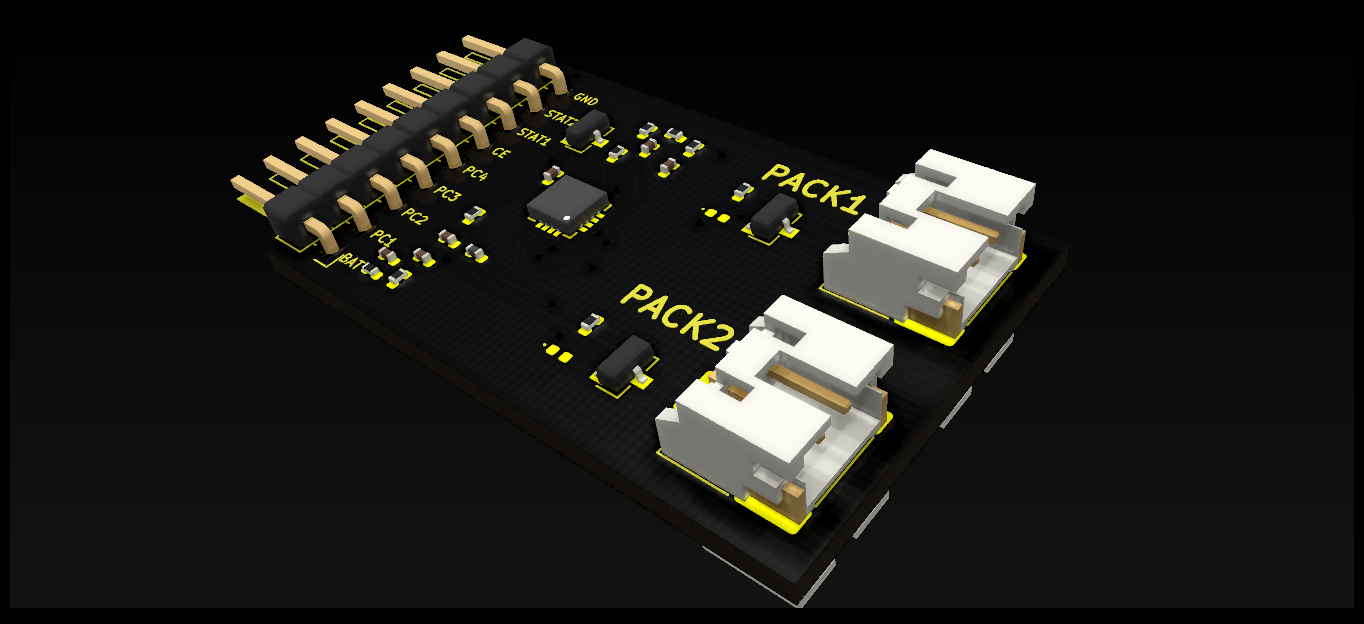 GND
STAT2
STAT1
CE
PC4
PC3
PC2
PC1
BAT
PACK1
PACK2